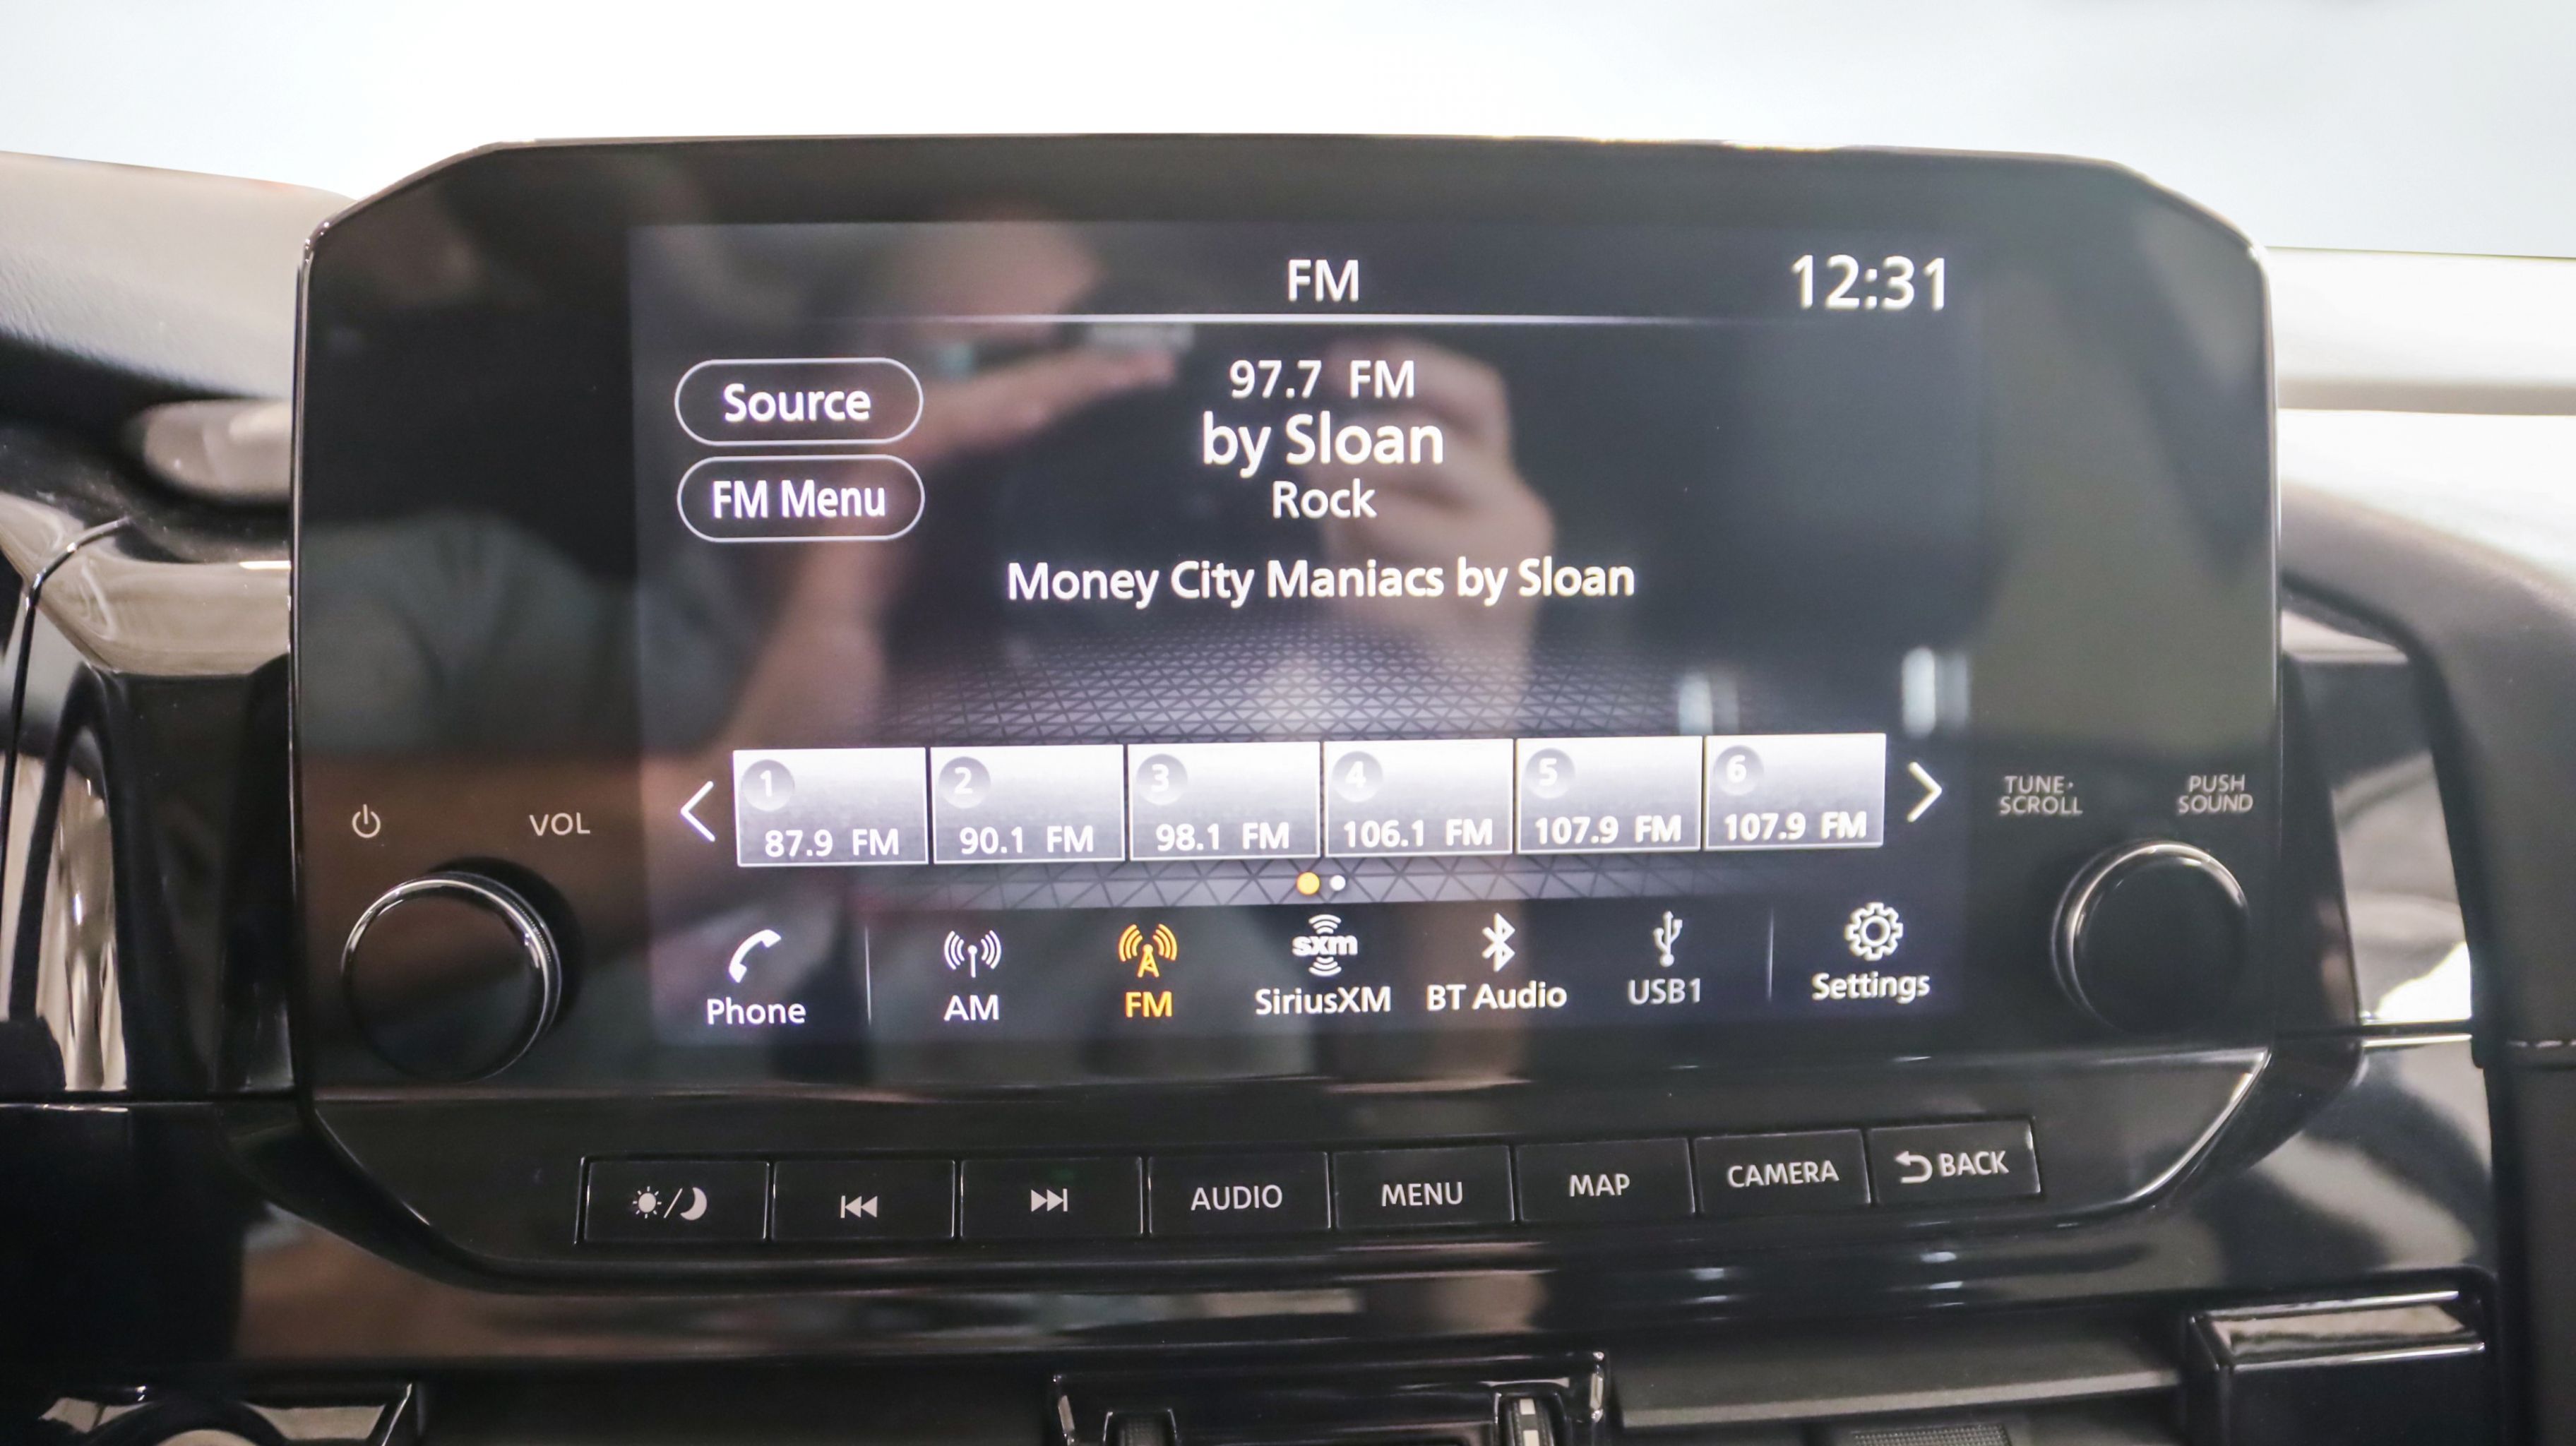 FM
12:31
Source
97.7 FM
by Sloan
FM Menu
Rock
Money City Maniacs by Sloan
1
87.9 FM
2
90.1 FM
3
98.1 FM
4
106.1 FM
5
107.9 FM
6
107.9 FM
VOL
TUNE·
SCROLL
PUSH
SOUND
Phone
AM
FM
sxm
SiriusXM
BT Audio
USB1
Settings
AUDIO
MENU
MAP
CAMERA
BACK